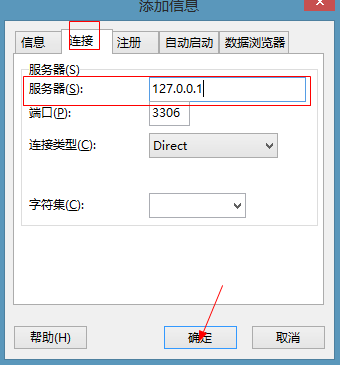 添加信息
信息 连接 注册 自动启动 数据浏览器
服务器(S)
服务器(S): 127.0.0.1
端口(P): 3306
连接类型(C): Direct
字符集(C):
帮助(H) 确定 取消